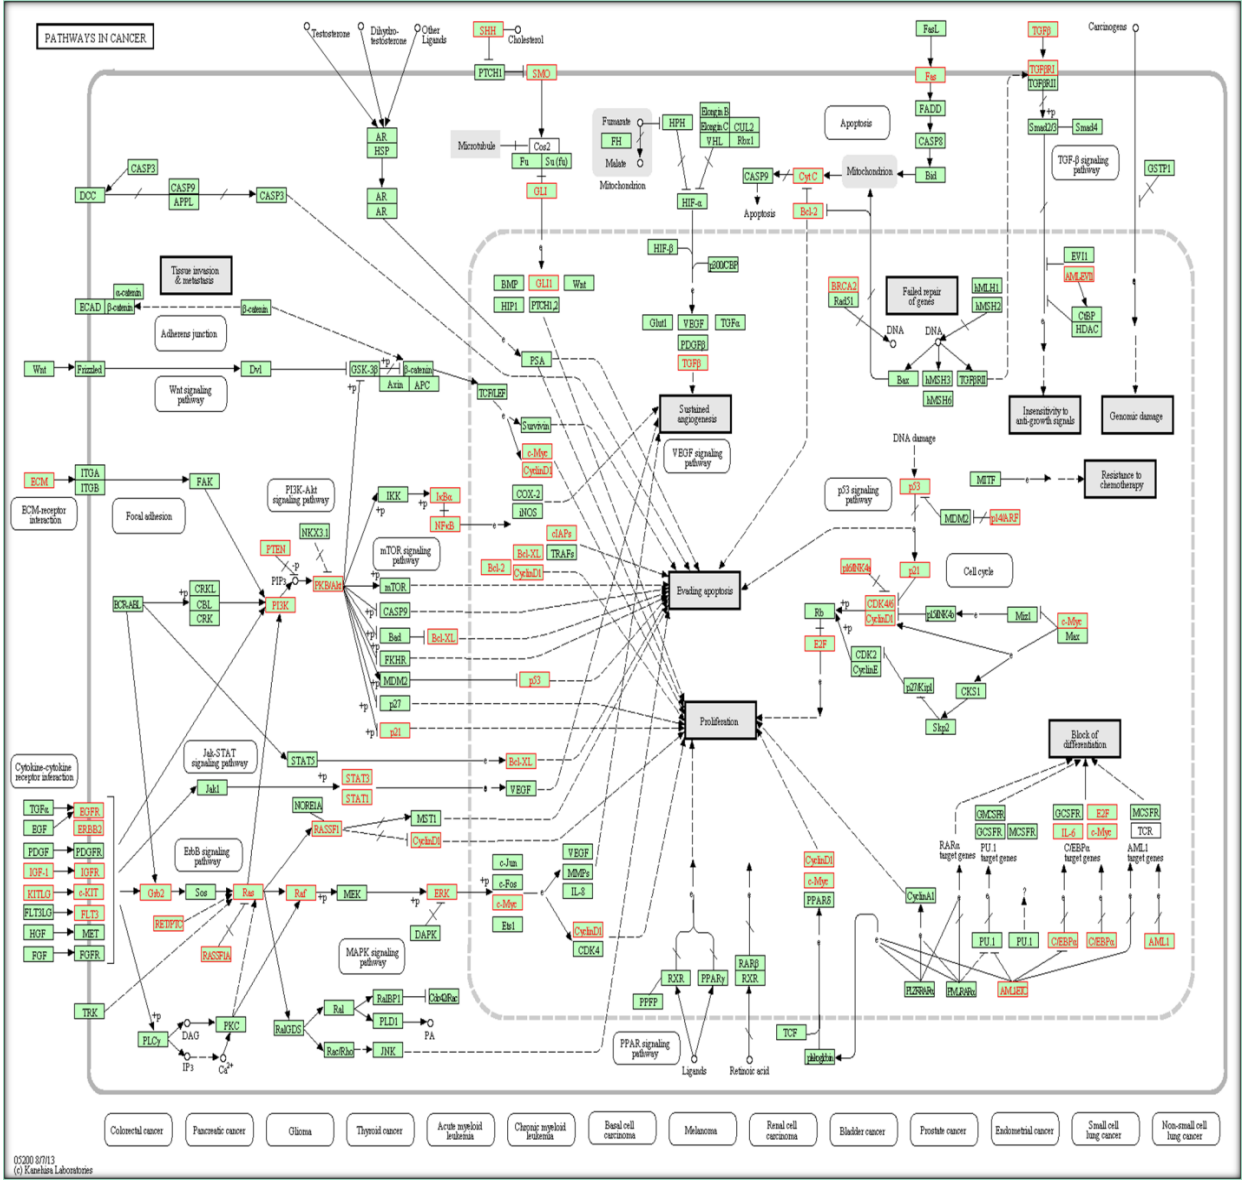 PATHWAYS IN CANCER
Testosterone
Dihydro-
testosterone
Other
Ligands
SHH
Cholesterol
PTCH1
SMO
FasL
Fas
FADD
CASP8
Bid
TGFβ
TGFβRI
TGFβRII
+p
Smad2/3
Smad4
Carcinogens
TGF-β signaling
pathway
GSTP1
AR
HSP
AR
AR
Microtubule
Cos2
Fu
Su(fu)
GLI
Fumarate
FH
Malate
Mitochondrion
HPH
Elongin B
Elongin C
CUL2
VHL
Rbx1
HIF-α
Apoptosis
CASP9
Cyt C
Mitochondrion
Apoptosis
Bcl-2
CASP3
DCC
CASP9
APPL
CASP3
Tissue invasion
& metastasis
α-catenin
ECAD
β-catenin
β-catenin
Adherens junction
HIF-β
p300/CBP
e
BMP
GLI1
Wnt
HIP1
PTCH1,2
e
Glut1
VEGF
TGFα
PDGFβ
TGFβ
BRCA2
Rad51
DNA
Failed repair
of genes
hMLH1
hMSH2
DNA
Bax
hMSH3
TGFβRII
hMSH6
EVI1
AML-EVI1
CtBP
HDAC
e
e
Wnt
Frizzled
Dvl
GSK-3β
+p
+p
β-catenin
Axin
APC
Wnt signaling
pathway
TCF/LEF
e
PSA
e
Survivin
c-Myc
CyclinD1
Sustained
angiogenesis
VEGF signaling
pathway
Insensitivity to
anti-growth signals
Genomic damage
ECM
ITGA
ITGB
FAK
ECM-receptor
interaction
Focal adhesion
PI3K-Akt
signaling pathway
IKK
+p
IκBα
NFκB
e
COX-2
iNOS
DNA damage
p53 signaling
pathway
p53
MDM2
p14/ARF
MITF
e
Resistance to
chemotherapy
NKX3.1
PTEN
PIP3
-p
PKB/Akt
mTOR signaling
pathway
cIAPs
Bcl-XL
TRAFs
Bcl-2
CyclinD1
e
e
p21
p16/INK4a
Cell cycle
BCR-ABL
+p
CRKL
CBL
CRK
PI3K
+p
mTOR
+p
CASP9
+p
Bad
Bcl-XL
+p
FKHR
+p
MDM2
p53
+p
p27
+p
p21
Evading apoptosis
Rb
+p
+p
E2F
e
CDK4/6
CyclinD1
p15/INK4b
e
Miz1
c-Myc
Max
CDK2
CyclinE
e
p27/Kip1
CKS1
Skp2
Proliferation
Block of
differentiation
Cytokine-cytokine
receptor interaction
Jak-STAT
signaling pathway
STAT5
e
Bcl-XL
Jak1
+p
STAT3
STAT1
e
VEGF
TGFα
EGFR
EGF
ERBB2
PDGF
PDGFR
IGF-1
IGFR
KITLG
c-KIT
FLT3LG
FLT3
HGF
MET
FGF
FGFR
NORE1A
RASSF1
MST1
CyclinD1
ErbB signaling
pathway
Grb2
Sos
Ras
Raf
+p
MEK
+p
ERK
+p
DAPK
RET/PTC
RASSF1A
c-Jun
c-Fos
c-Myc
Ets1
e
VEGF
MMPs
IL-8
CyclinD1
CDK4
MAPK signaling
pathway
e
e
CyclinD1
c-Myc
PPARδ
e
CyclinA1
RARα
target genes
GMCSFR
GCSFR
MCSFR
PU.1
target genes
GCSFR
E2F
IL-6
c-Myc
C/EBPα
target genes
MCSFR
TCR
AML1
target genes
?
PU.1
PU.1
C/EBPα
C/EBPα
AML1
e
e
e
e
e
e
PLZF-RARα
PML-RARα
AML1-ETO
RXR
PPARγ
RARβ
RXR
PPFP
PPAR signaling
pathway
Ligands
Retinoic acid
TCF
TRK
+p
PLCγ
DAG
IP3
PKC
Ca2+
RalGDS
Ral
RalBP1
Cdc42/Rac
PLD1
PA
Rac/Rho
JNK
Colorectal cancer
Pancreatic cancer
Glioma
Thyroid cancer
Acute myeloid
leukemia
Chronic myeloid
leukemia
Basal cell
carcinoma
Melanoma
Renal cell
carcinoma
Bladder cancer
Prostate cancer
Endometrial cancer
Small cell
lung cancer
Non-small cell
lung cancer
05200 8/7/13
(c) Kanehisa Laboratories